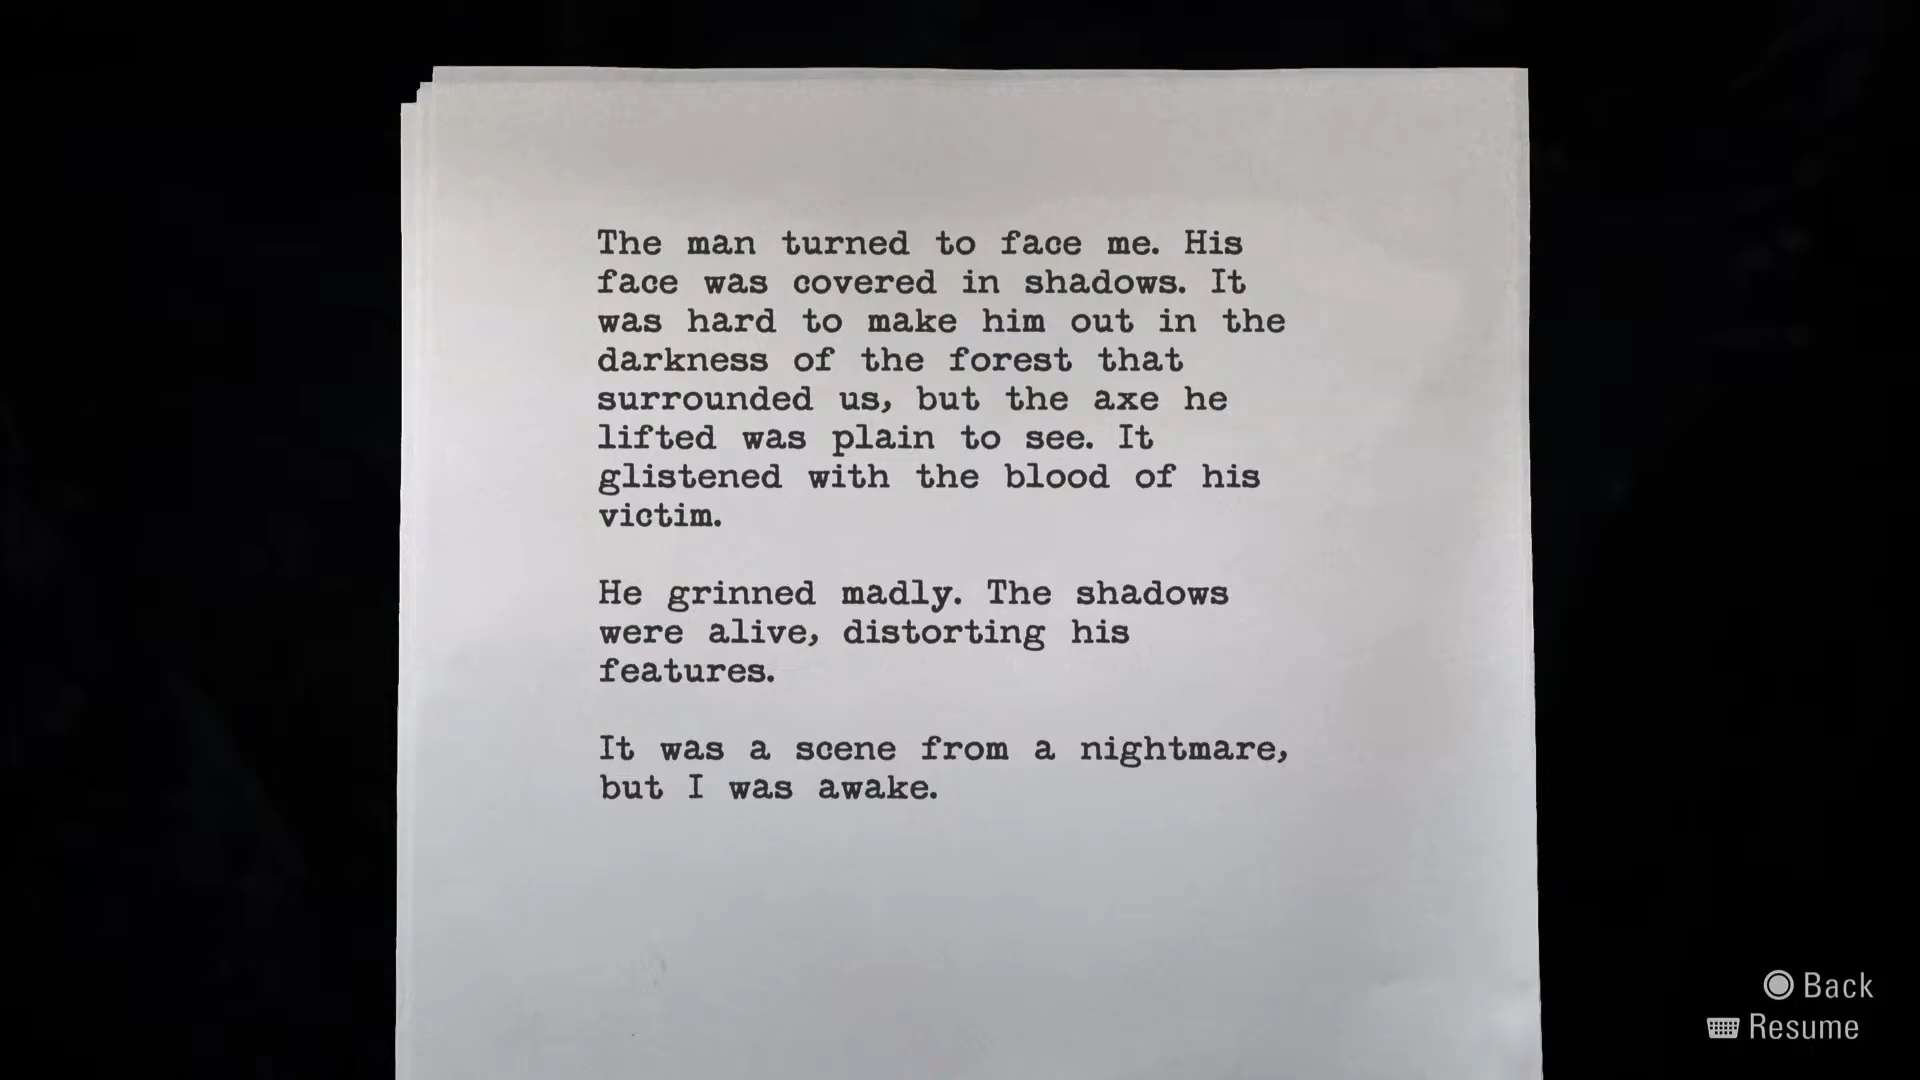 The man turned to face me. His
face was covered in shadows. It
was hard to make him out in the
darkness of the forest that
surrounded us, but the axe he
lifted was plain to see. It
glistened with the blood of his
victim.
He grinned madly. The shadows
were alive, distorting his
features.
It was a scene from a nightmare,
but I was awake.
Back
Resume